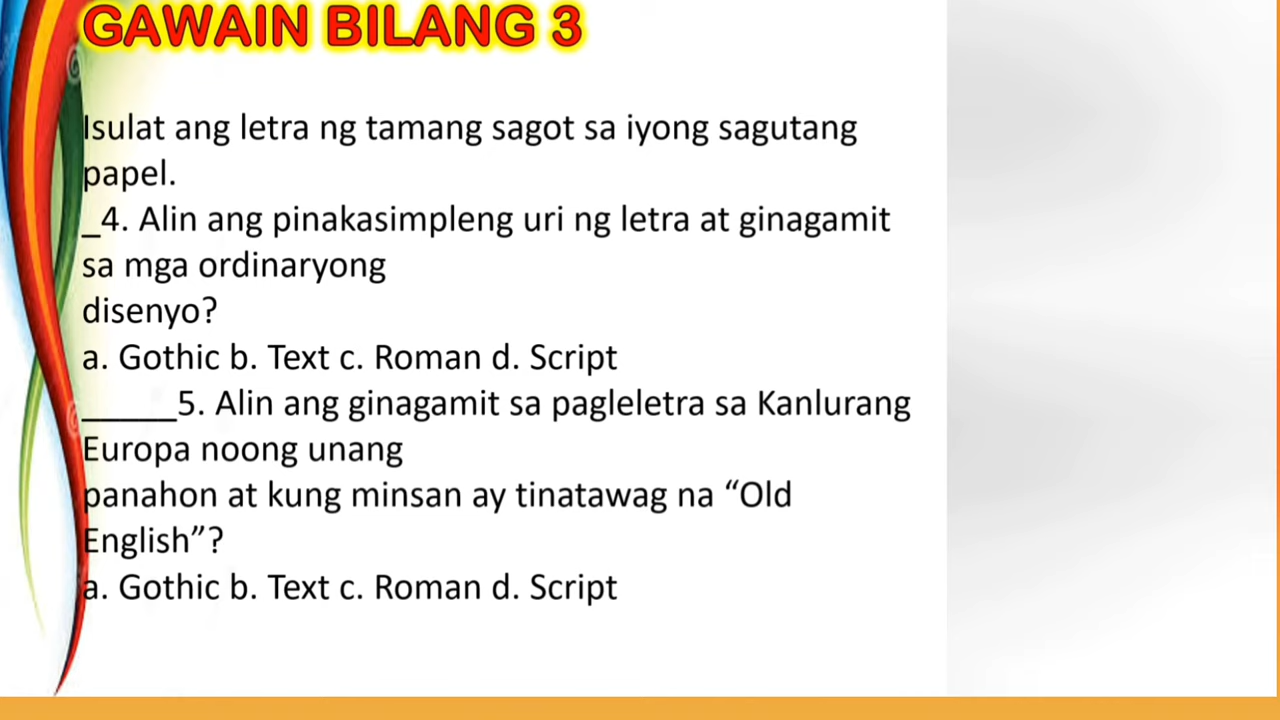 GAWAIN BILANG 3
Isulat ang letra ng tamang sagot sa iyong sagutang
papel.
_4. Alin ang pinakasimpleng uri ng letra at ginagamit
sa mga ordinaryong
disenyo?
a. Gothic b. Text c. Roman d. Script
_____5. Alin ang ginagamit sa pagleletra sa Kanlurang
Europa noong unang
panahon at kung minsan ay tinatawag na “Old
English”?
a. Gothic b. Text c. Roman d. Script